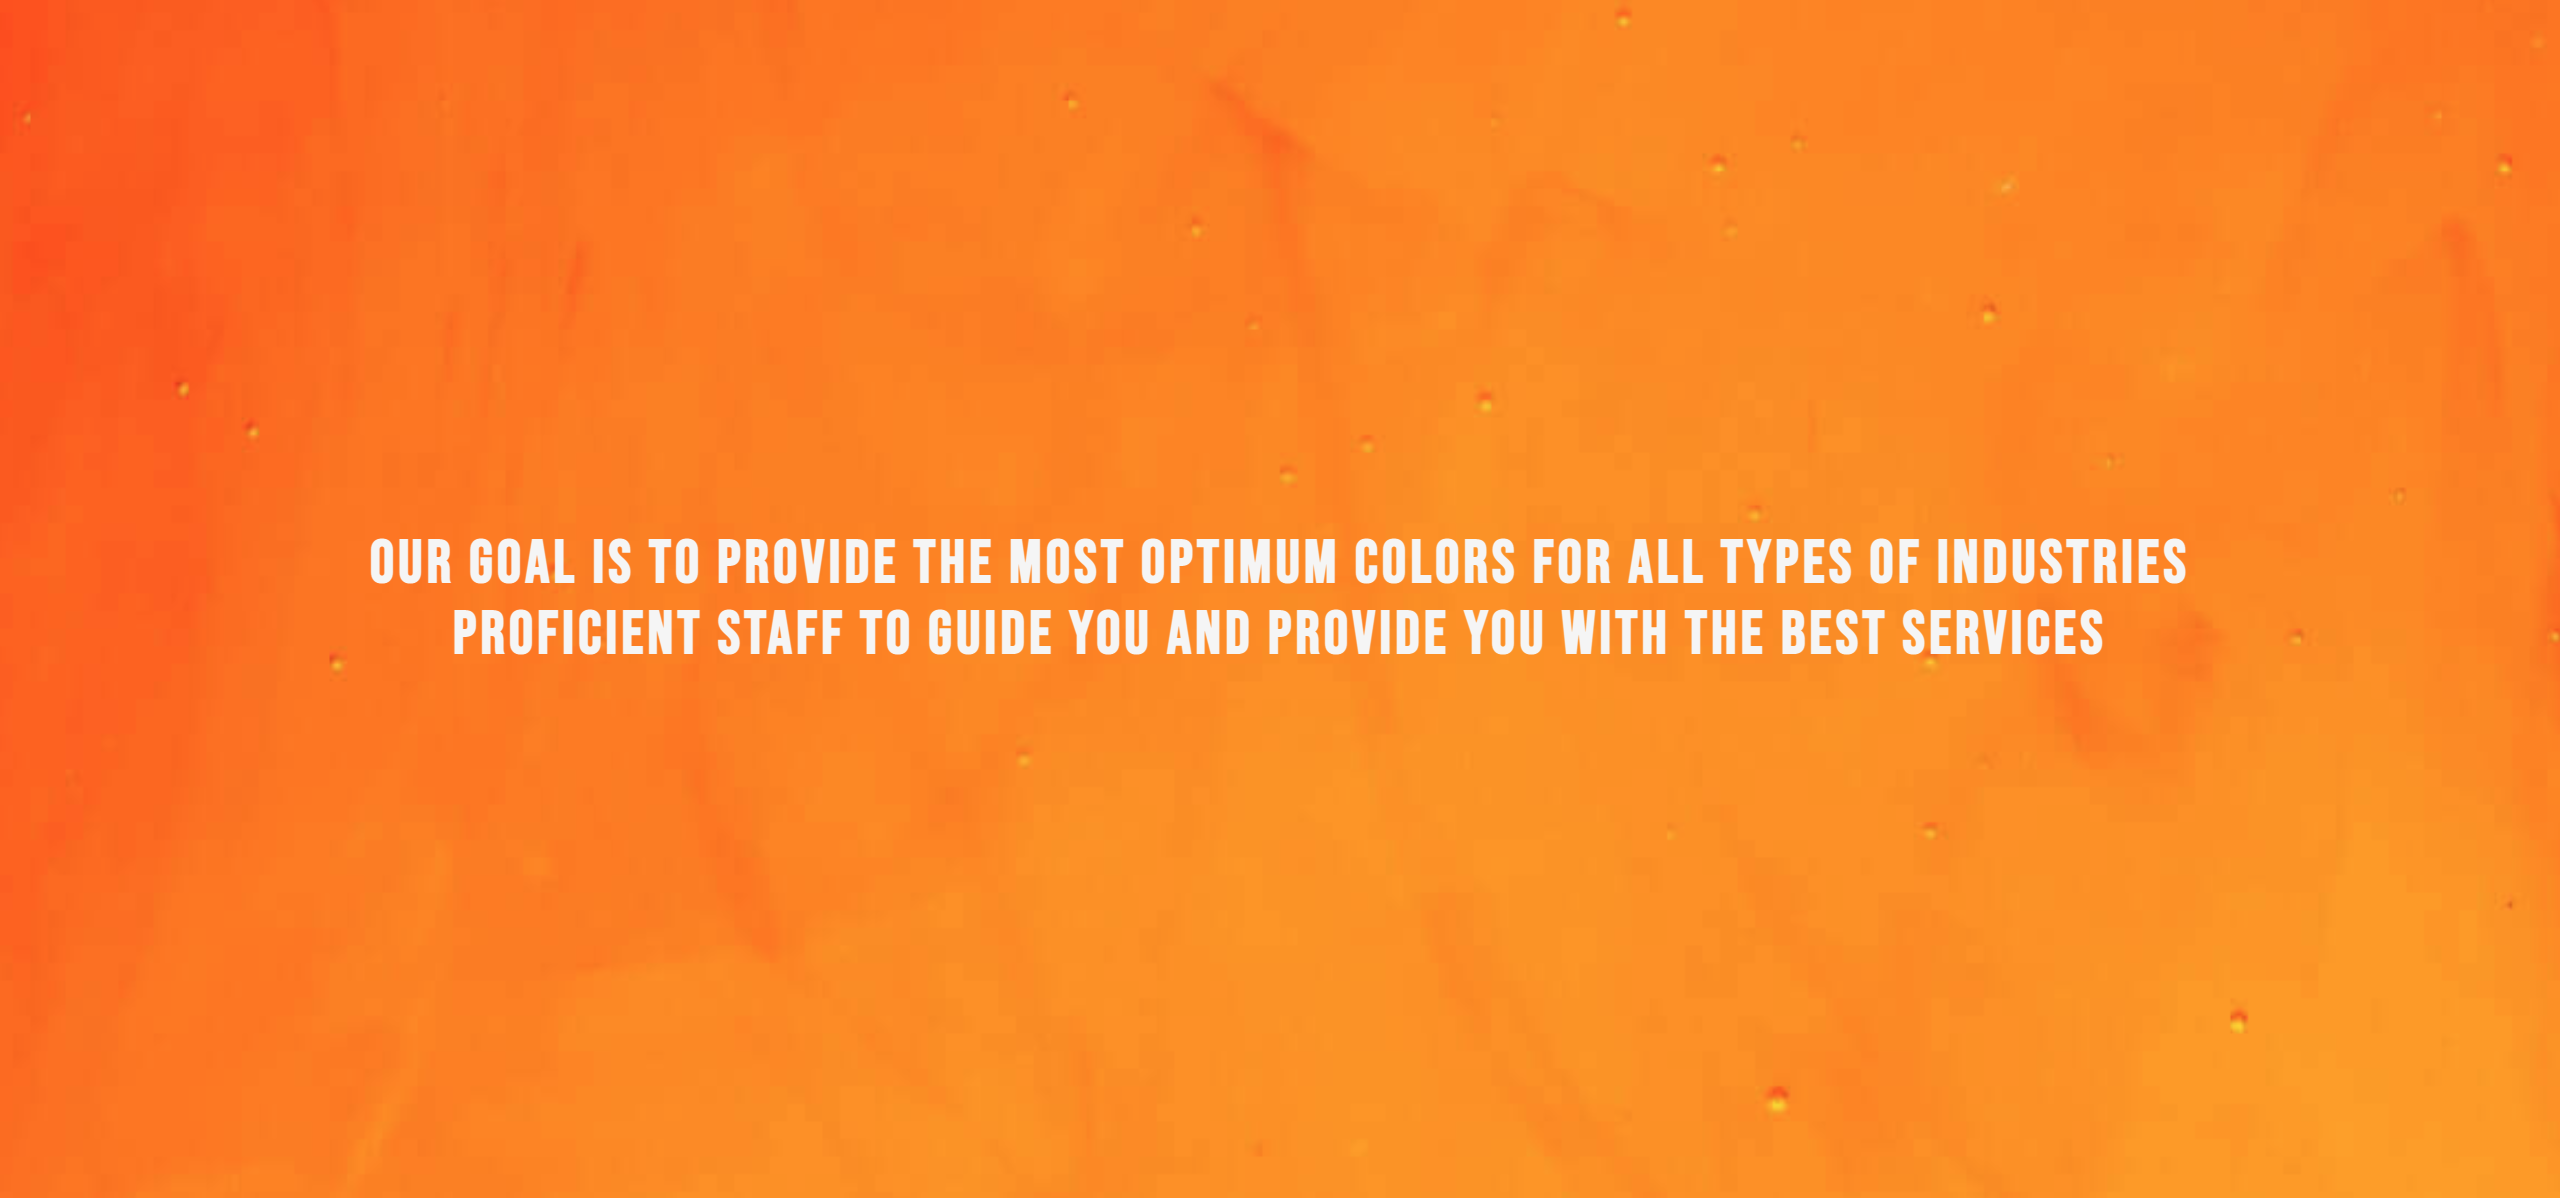 OUR GOAL IS TO PROVIDE THE MOST OPTIMUM COLORS FOR ALL TYPES OF INDUSTRIES
PROFICIENT STAFF TO GUIDE YOU AND PROVIDE YOU WITH THE BEST SERVICES